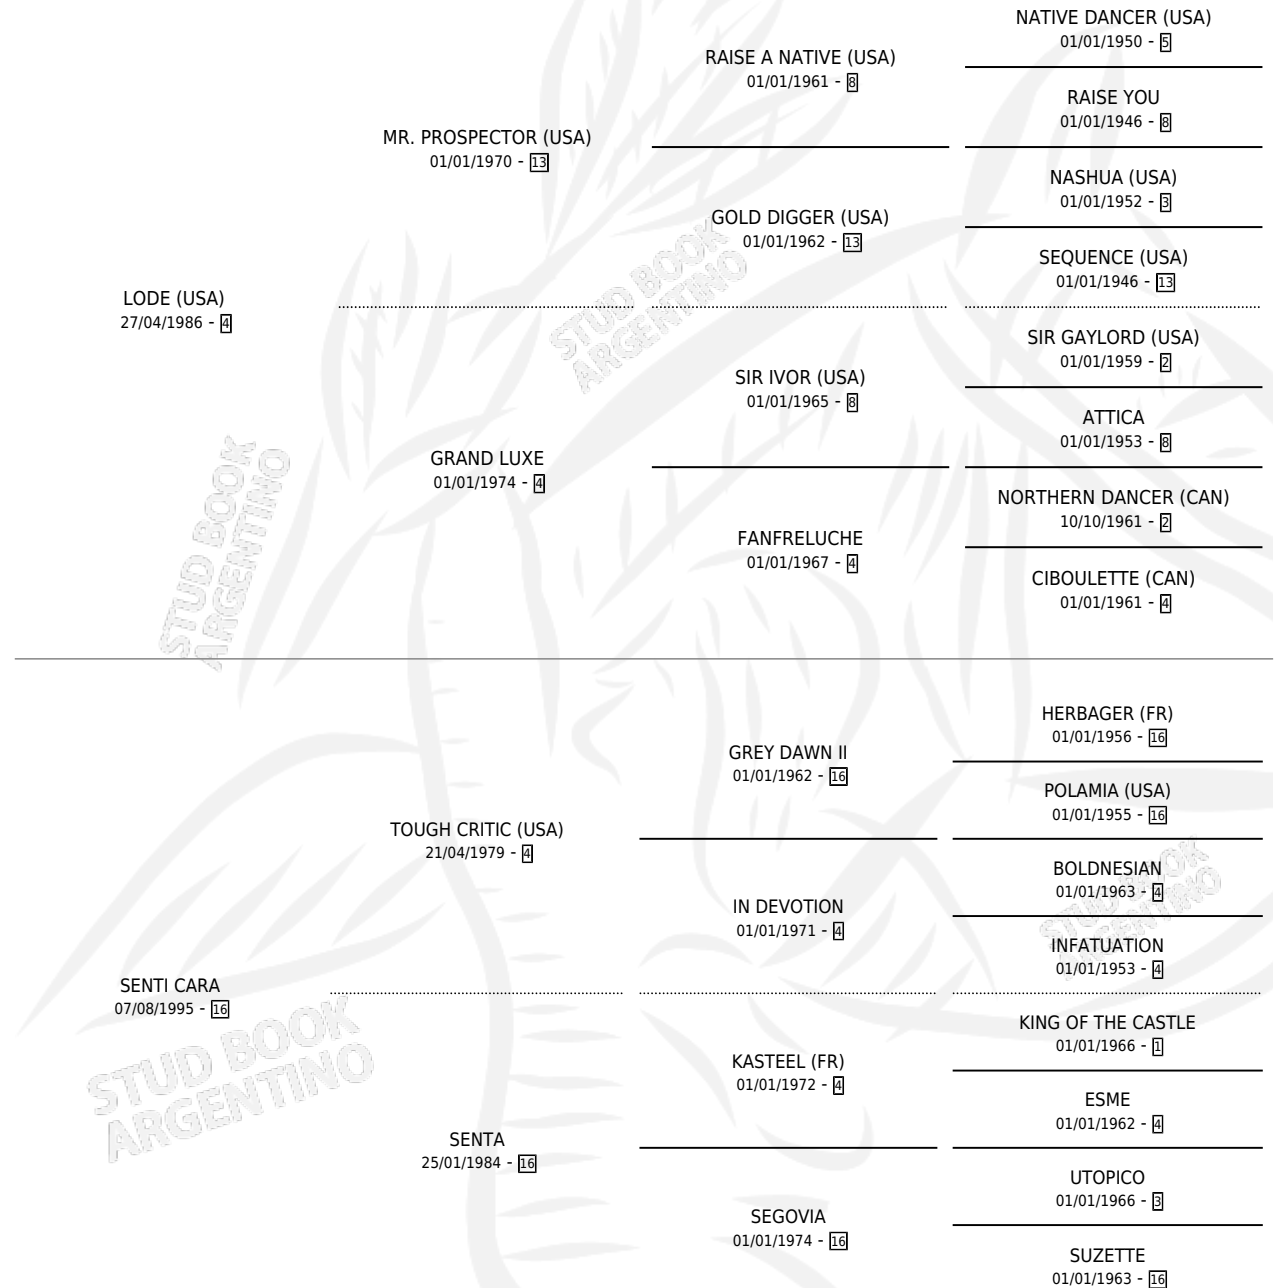 NATIVE DANCER (USA)
01/01/1950 - 5
RAISE A NATIVE (USA)
01/01/1961 - 8
RAISE YOU
01/01/1946 - 8
MR. PROSPECTOR (USA)
01/01/1970 - 13
NASHUA (USA)
01/01/1952 - 3
GOLD DIGGER (USA)
01/01/1962 - 13
SEQUENCE (USA)
01/01/1946 - 13
LODE (USA)
27/04/1986 - 4
STUD BOOK
ARGENTINO
SIR GAYLORD (USA)
01/01/1959 - 2
SIR IVOR (USA)
01/01/1965 - 8
ATTICA
01/01/1953 - 8
GRAND LUXE
01/01/1974 - 4
NORTHERN DANCER (CAN)
10/10/1961 - 2
FANFRELUCHE
01/01/1967 - 4
CIBOULETTE (CAN)
01/01/1961 - 4
STUD BOOK
ARGENTINO
HERBAGER (FR)
01/01/1956 - 16
GREY DAWN II
01/01/1962 - 16
POLAMIA (USA)
01/01/1955 - 16
TOUGH CRITIC (USA)
21/04/1979 - 4
BOLDNESIAN
01/01/1963 - 4
STUD BOOK
ARGENTINO
IN DEVOTION
01/01/1971 - 4
INFATUATION
01/01/1953 - 4
SENTI CARA
07/08/1995 - 16
STUD BOOK
ARGENTINO
KING OF THE CASTLE
01/01/1966 - 1
KASTEEL (FR)
01/01/1972 - 4
ESME
01/01/1962 - 4
SENTA
25/01/1984 - 16
UTOPICO
01/01/1966 - 3
SEGOVIA
01/01/1974 - 16
SUZETTE
01/01/1963 - 16